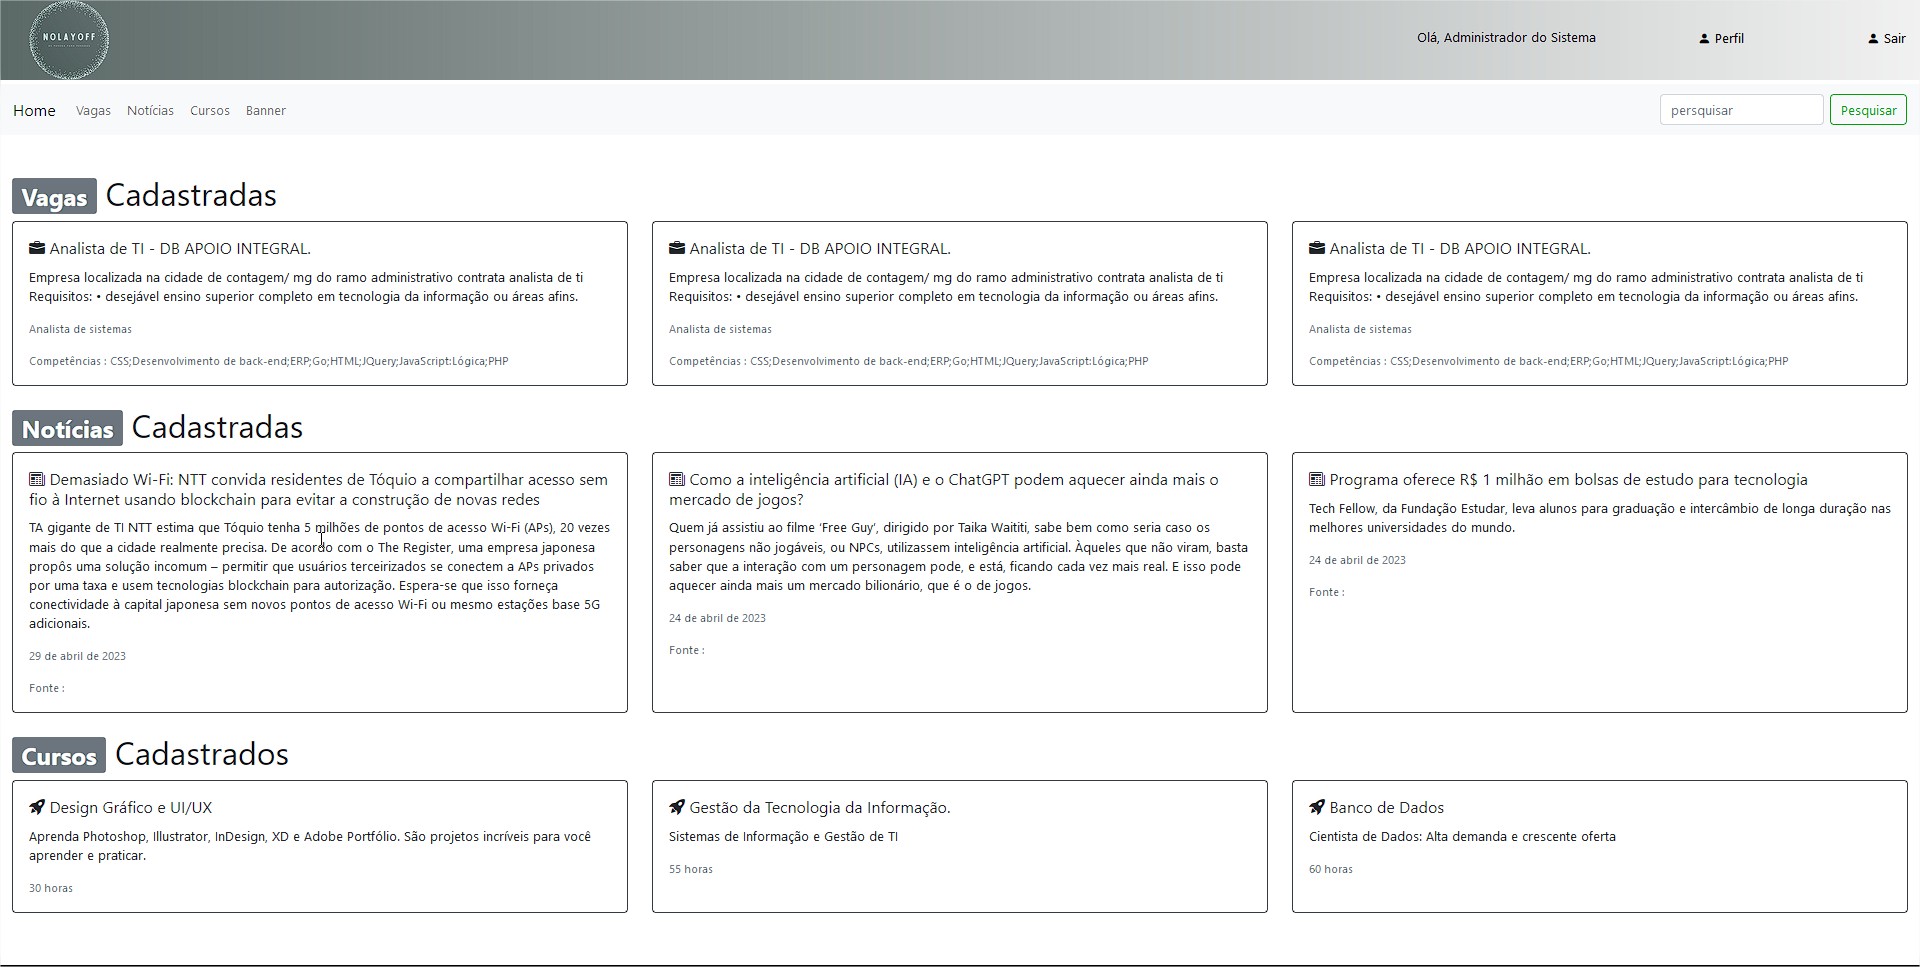 NOLAYOFF
Olá, Administrador do Sistema
Perfil
Sair
Home
Vagas
Notícias
Cursos
Banner
persquisar
Pesquisar
Vagas Cadastradas
Analista de TI - DB APOIO INTEGRAL.
Empresa localizada na cidade de contagem/ mg do ramo administrativo contrata analista de ti
Requisitos: • desejável ensino superior completo em tecnologia da informação ou áreas afins.
Analista de sistemas
Competências : CSS;Desenvolvimento de back-end;ERP;Go;HTML;JQuery;JavaScript:Lógica;PHP
Analista de TI - DB APOIO INTEGRAL.
Empresa localizada na cidade de contagem/ mg do ramo administrativo contrata analista de ti
Requisitos: • desejável ensino superior completo em tecnologia da informação ou áreas afins.
Analista de sistemas
Competências : CSS;Desenvolvimento de back-end;ERP;Go;HTML;JQuery;JavaScript:Lógica;PHP
Analista de TI - DB APOIO INTEGRAL.
Empresa localizada na cidade de contagem/ mg do ramo administrativo contrata analista de ti
Requisitos: • desejável ensino superior completo em tecnologia da informação ou áreas afins.
Analista de sistemas
Competências : CSS;Desenvolvimento de back-end;ERP;Go;HTML;JQuery;JavaScript:Lógica;PHP
Notícias Cadastradas
Demasiado Wi-Fi: NTT convida residentes de Tóquio a compartilhar acesso sem
fio à Internet usando blockchain para evitar a construção de novas redes
TA gigante de TI NTT estima que Tóquio tenha 5 milhões de pontos de acesso Wi-Fi (APs), 20 vezes
mais do que a cidade realmente precisa. De acordo com o The Register, uma empresa japonesa
propôs uma solução incomum – permitir que usuários terceirizados se conectem a APs privados
por uma taxa e usem tecnologias blockchain para autorização. Espera-se que isso forneça
conectividade à capital japonesa sem novos pontos de acesso Wi-Fi ou mesmo estações base 5G
adicionais.
29 de abril de 2023
Fonte :
Como a inteligência artificial (IA) e o ChatGPT podem aquecer ainda mais o
mercado de jogos?
Quem já assistiu ao filme 'Free Guy', dirigido por Taika Waititi, sabe bem como seria caso os
personagens não jogáveis, ou NPCs, utilizassem inteligência artificial. Àqueles que não viram, basta
saber que a interação com um personagem pode, e está, ficando cada vez mais real. E isso pode
aquecer ainda mais um mercado bilionário, que é o de jogos.
24 de abril de 2023
Fonte :
Programa oferece R$ 1 milhão em bolsas de estudo para tecnologia
Tech Fellow, da Fundação Estudar, leva alunos para graduação e intercâmbio de longa duração nas
melhores universidades do mundo.
24 de abril de 2023
Fonte :
Cursos Cadastrados
Design Gráfico e UI/UX
Aprenda Photoshop, Illustrator, InDesign, XD e Adobe Portfólio. São projetos incríveis para você
aprender e praticar.
30 horas
Gestão da Tecnologia da Informação.
Sistemas de Informação e Gestão de TI
55 horas
Banco de Dados
Cientista de Dados: Alta demanda e crescente oferta
60 horas